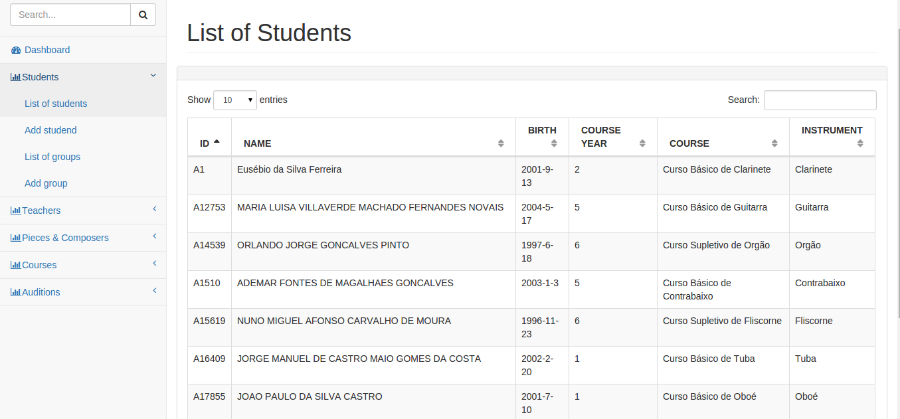 Search...
Dashboard
Students
List of students
Add studend
List of groups
Add group
Teachers
Pieces & Composers
Courses
Auditions
List of Students
Show 10 entries
Search:
ID NAME BIRTH COURSE YEAR COURSE INSTRUMENT
A1 Eusébio da Silva Ferreira 2001-9-13 2 Curso Básico de Clarinete Clarinete
A12753 MARIA LUISA VILLAVERDE MACHADO FERNANDES NOVAIS 2004-5-17 5 Curso Básico de Guitarra Guitarra
A14539 ORLANDO JORGE GONCALVES PINTO 1997-6-18 6 Curso Supletivo de Orgão Orgão
A1510 ADEMAR FONTES DE MAGALHAES GONCALVES 2003-1-3 5 Curso Básico de Contrabaixo Contrabaixo
A15619 NUNO MIGUEL AFONSO CARVALHO DE MOURA 1996-11-23 6 Curso Supletivo de Fliscorne Fliscorne
A16409 JORGE MANUEL DE CASTRO MAIO GOMES DA COSTA 2002-2-20 1 Curso Básico de Tuba Tuba
A17855 JOAO PAULO DA SILVA CASTRO 2001-7-10 1 Curso Básico de Oboé Oboé